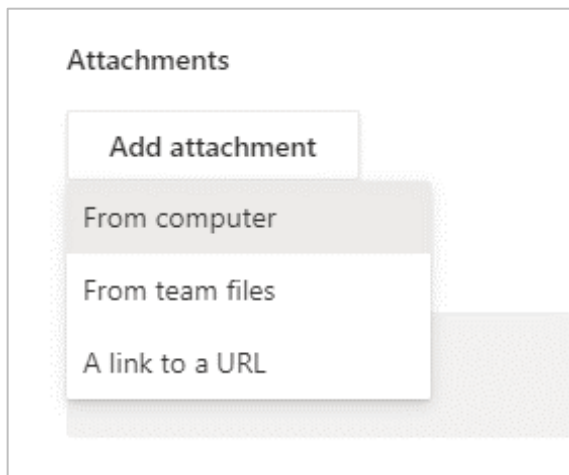 Attachments
Add attachment
From computer
From team files
A link to a URL